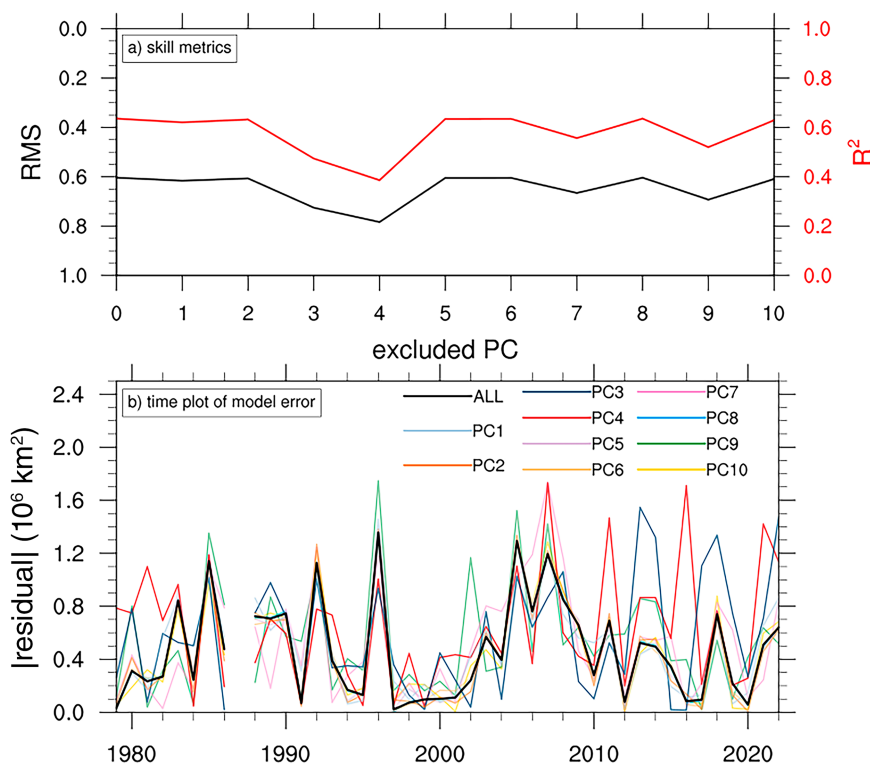 a) skill metrics
RMS
0.0
0.2
0.4
0.6
0.8
1.0
R2
1.0
0.8
0.6
0.4
0.2
0.0
0 1 2 3 4 5 6 7 8 9 10
excluded PC
b) time plot of model error
|residual| (10⁶ km²)
2.4
2.0
1.6
1.2
0.8
0.4
0.0
ALL
PC1
PC2
PC3
PC4
PC5
PC6
PC7
PC8
PC9
PC10
1980 1990 2000 2010 2020